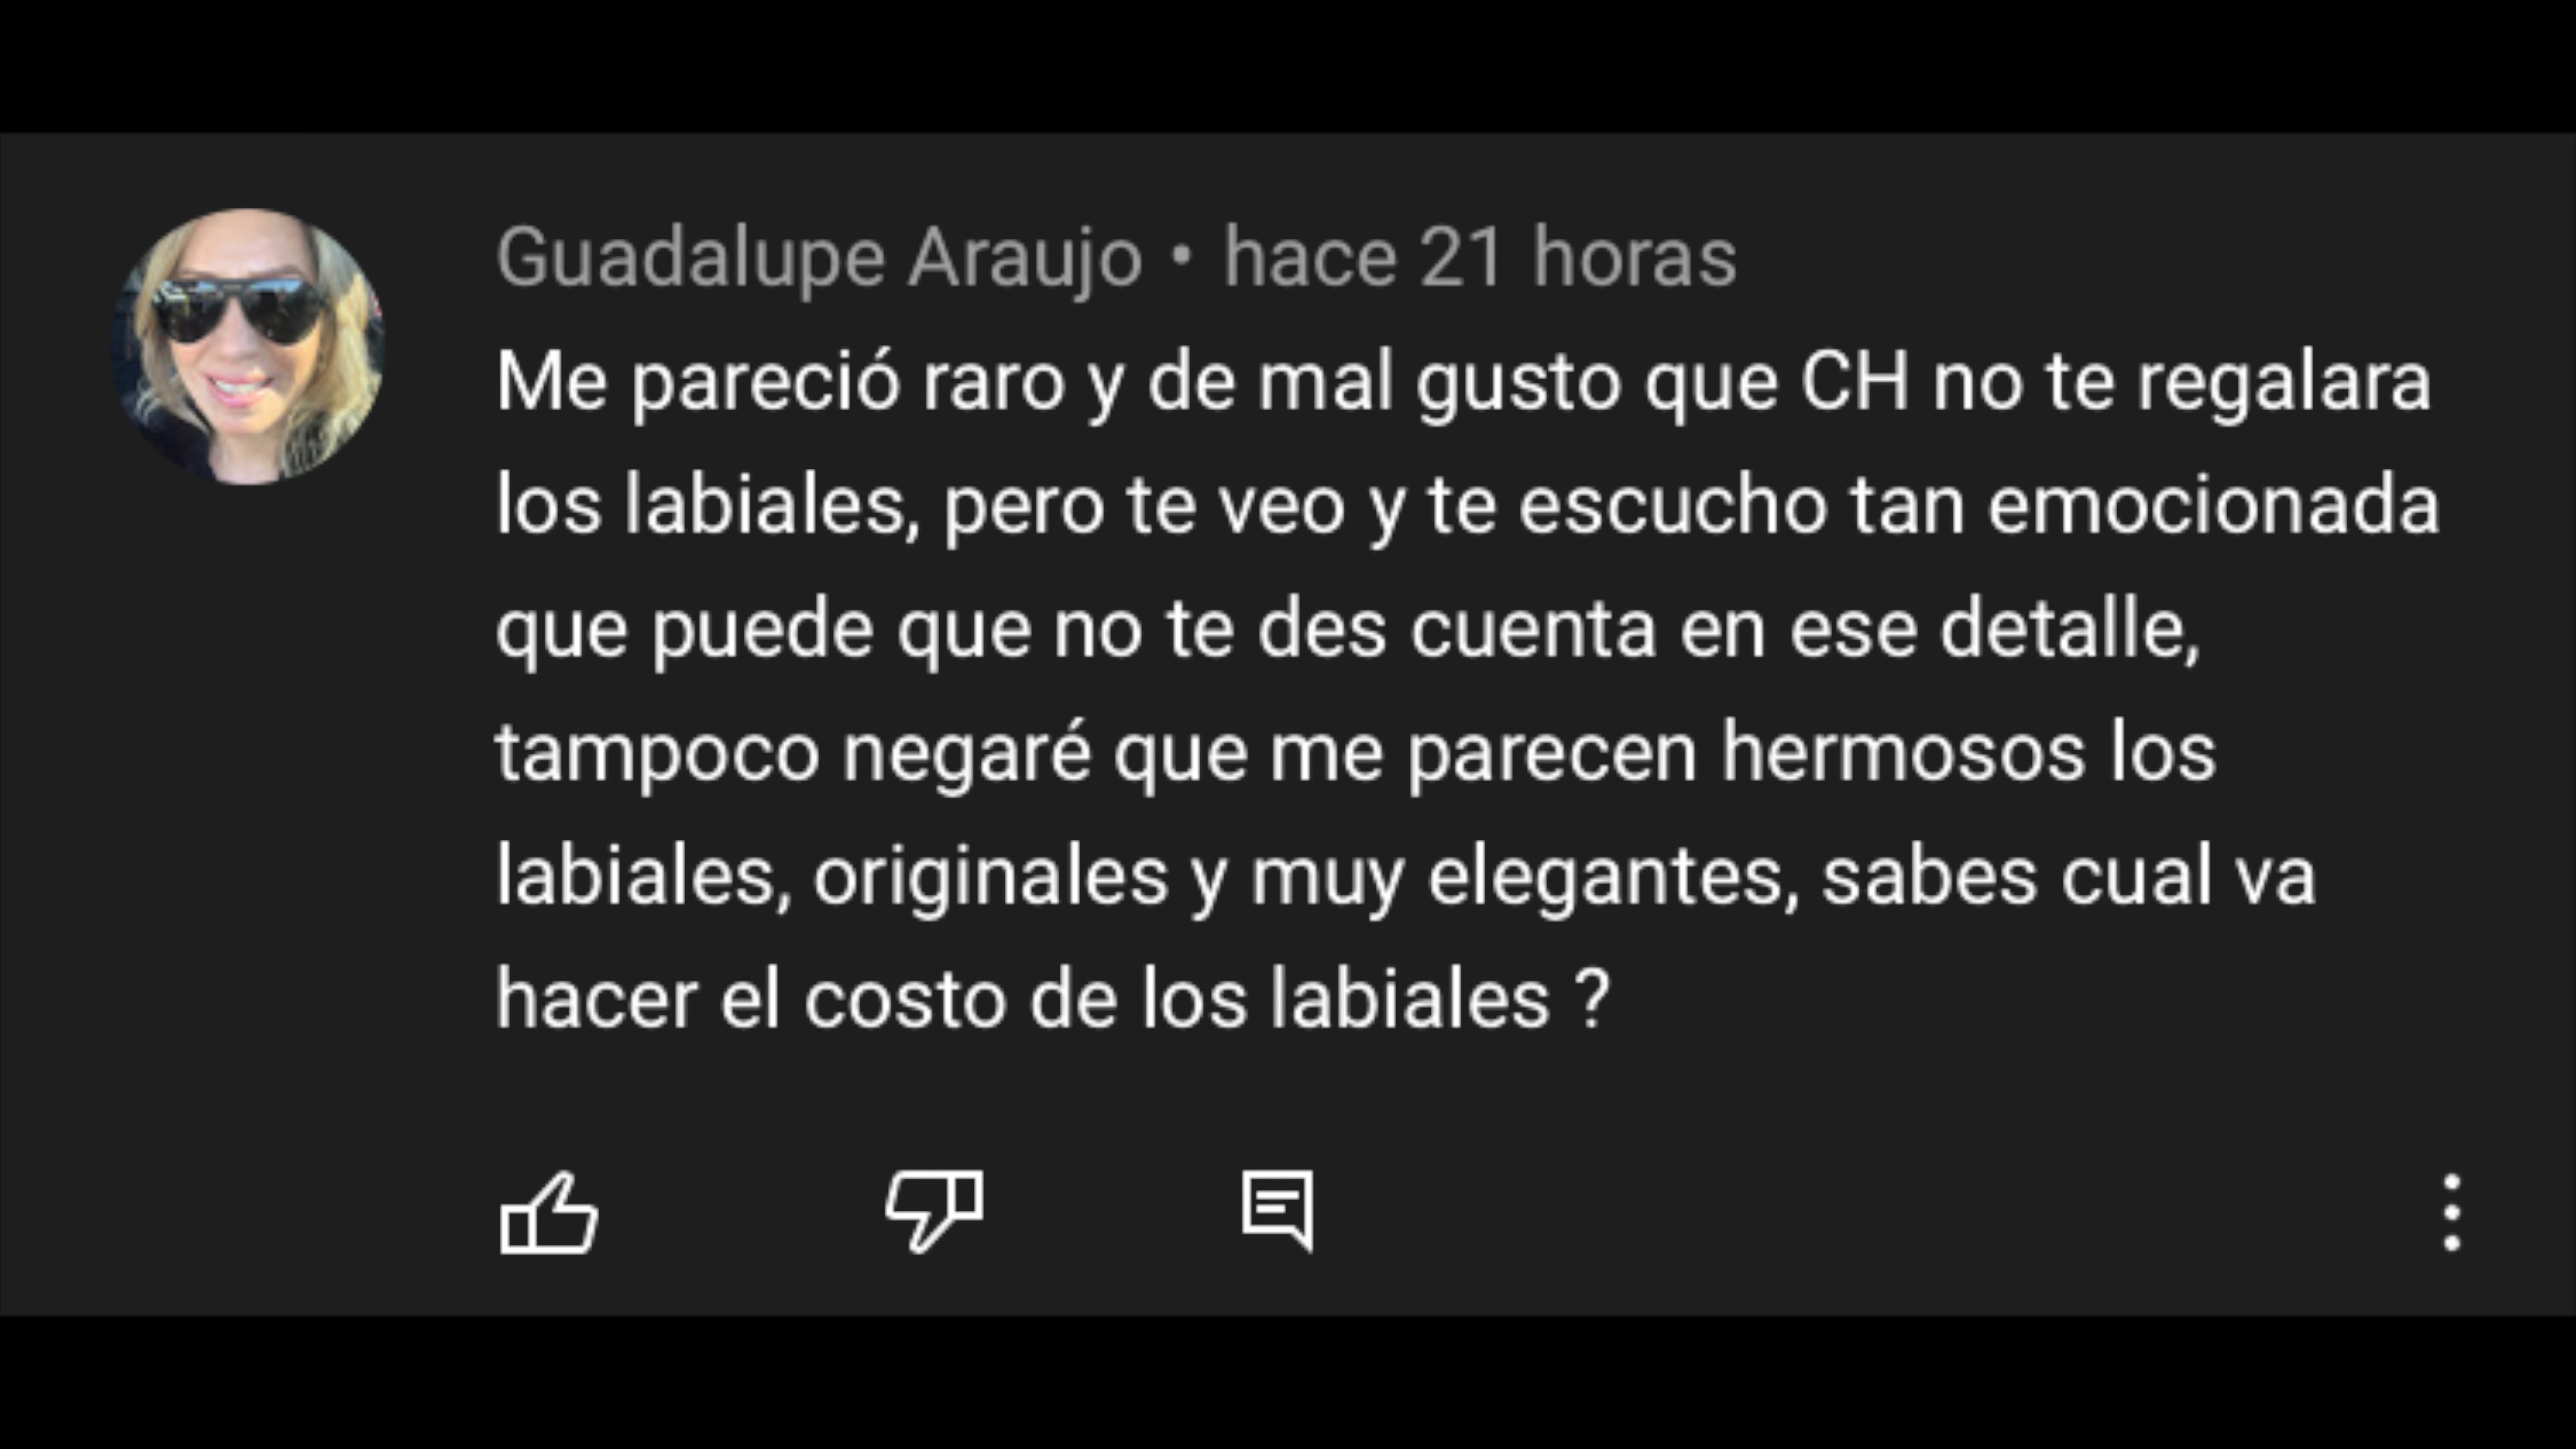 Guadalupe Araujo • hace 21 horas
Me pareció raro y de mal gusto que CH no te regalara
los labiales, pero te veo y te escucho tan emocionada
que puede que no te des cuenta en ese detalle,
tampoco negaré que me parecen hermosos los
labiales, originales y muy elegantes, sabes cual va
hacer el costo de los labiales ?